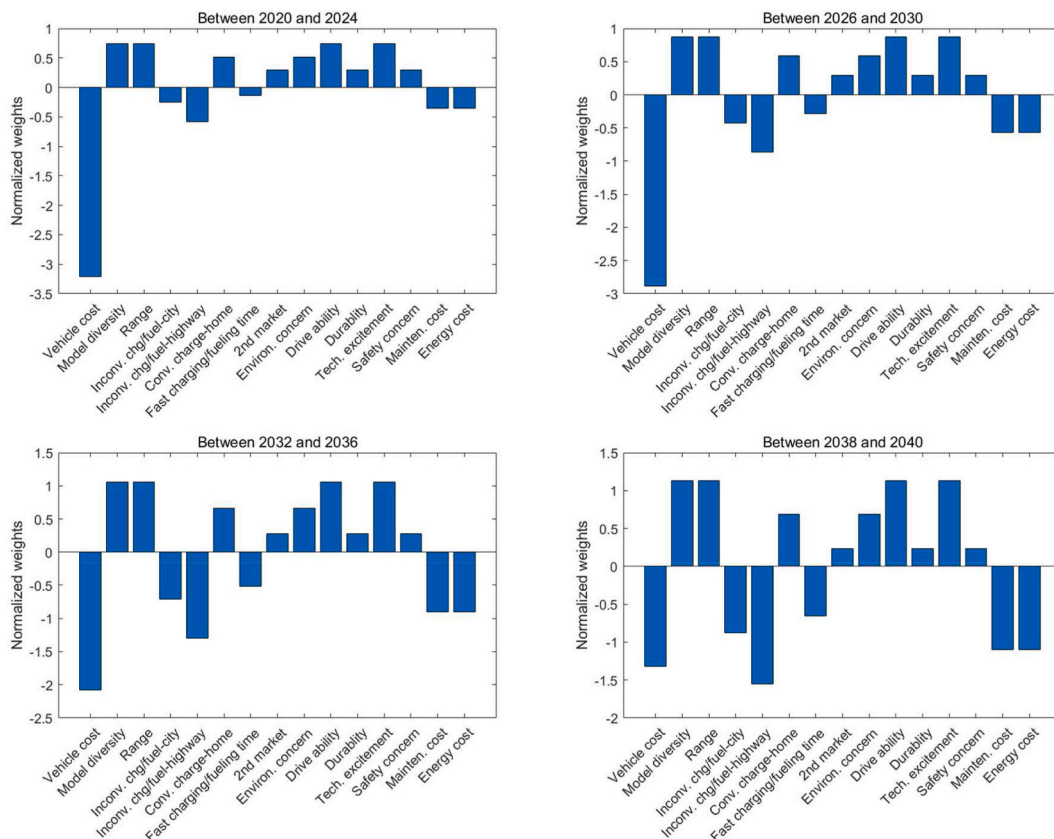 Between 2020 and 2024
1
0.5
0
-0.5
-1
-1.5
-2
-2.5
-3
-3.5
Normalized weights
Vehicle cost
Model diversity
Range
Inconv. chg/fuel-city
Inconv. chg/fuel-highway
Conv. charge-home
Fast charging/fueling time
2nd market
Environ. concern
Drive ability
Durability
Tech. excitement
Safety concern
Mainten. cost
Energy cost
Between 2026 and 2030
1
0.5
0
-0.5
-1
-1.5
-2
-2.5
-3
Normalized weights
Vehicle cost
Model diversity
Range
Inconv. chg/fuel-city
Inconv. chg/fuel-highway
Conv. charge-home
Fast charging/fueling time
2nd market
Environ. concern
Drive ability
Durability
Tech. excitement
Safety concern
Mainten. cost
Energy cost
Between 2032 and 2036
1.5
1
0.5
0
-0.5
-1
-1.5
-2
-2.5
Normalized weights
Vehicle cost
Model diversity
Range
Inconv. chg/fuel-city
Inconv. chg/fuel-highway
Conv. charge-home
Fast charging/fueling time
2nd market
Environ. concern
Drive ability
Durablity
Tech. excitement
Safety concern
Mainten. cost
Energy cost
Between 2038 and 2040
1.5
1
0.5
0
-0.5
-1
-1.5
-2
Normalized weights
Vehicle cost
Model diversity
Range
Inconv. chg/fuel-city
Inconv. chg/fuel-highway
Conv. charge-home
Fast charging/fueling time
2nd market
Environ. concern
Drive ability
Durability
Tech. excitement
Safety concern
Mainten. cost
Energy cost